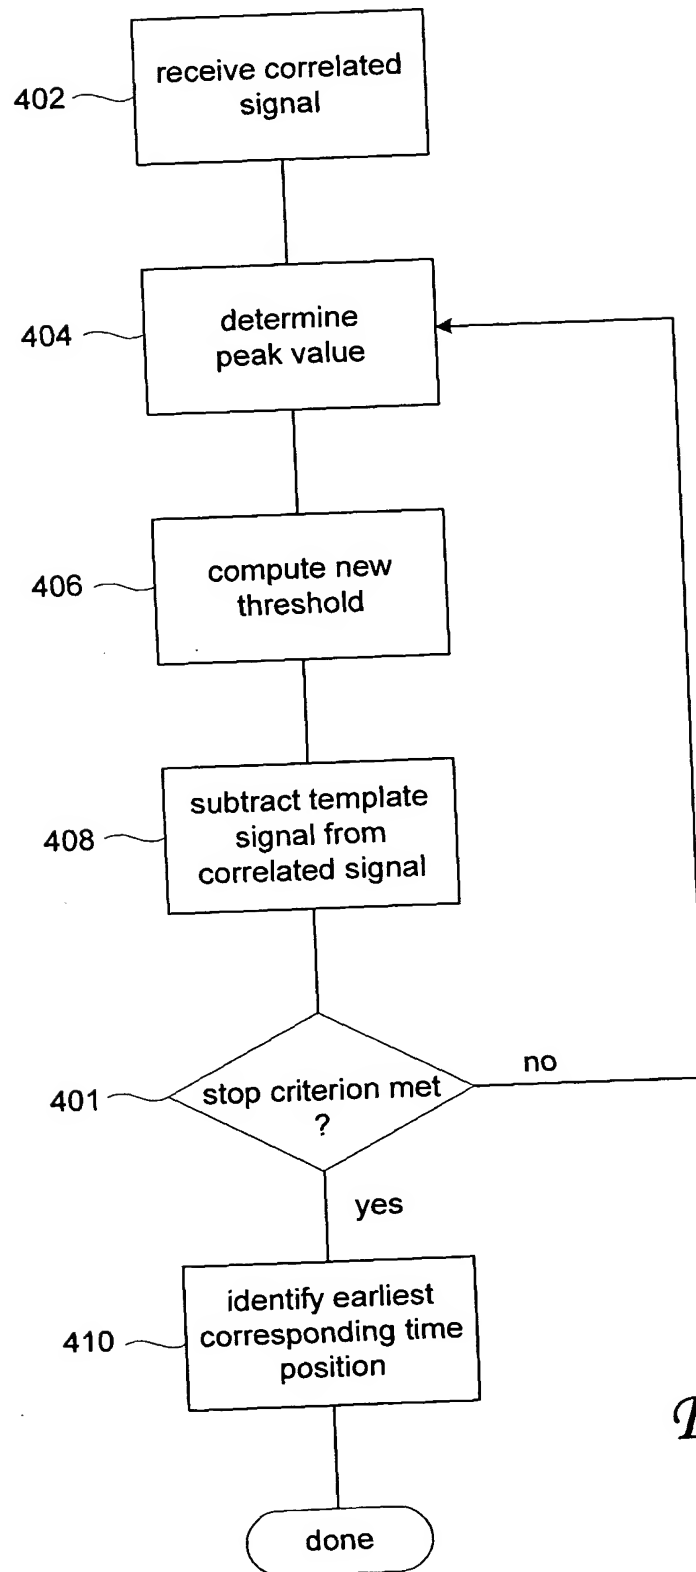 receive correlated
signal
402
determine
peak value
404
compute new
threshold
406
subtract template
signal from
correlated signal
408
stop criterion met
?
401
no
yes
identify earliest
corresponding time
position
410
done